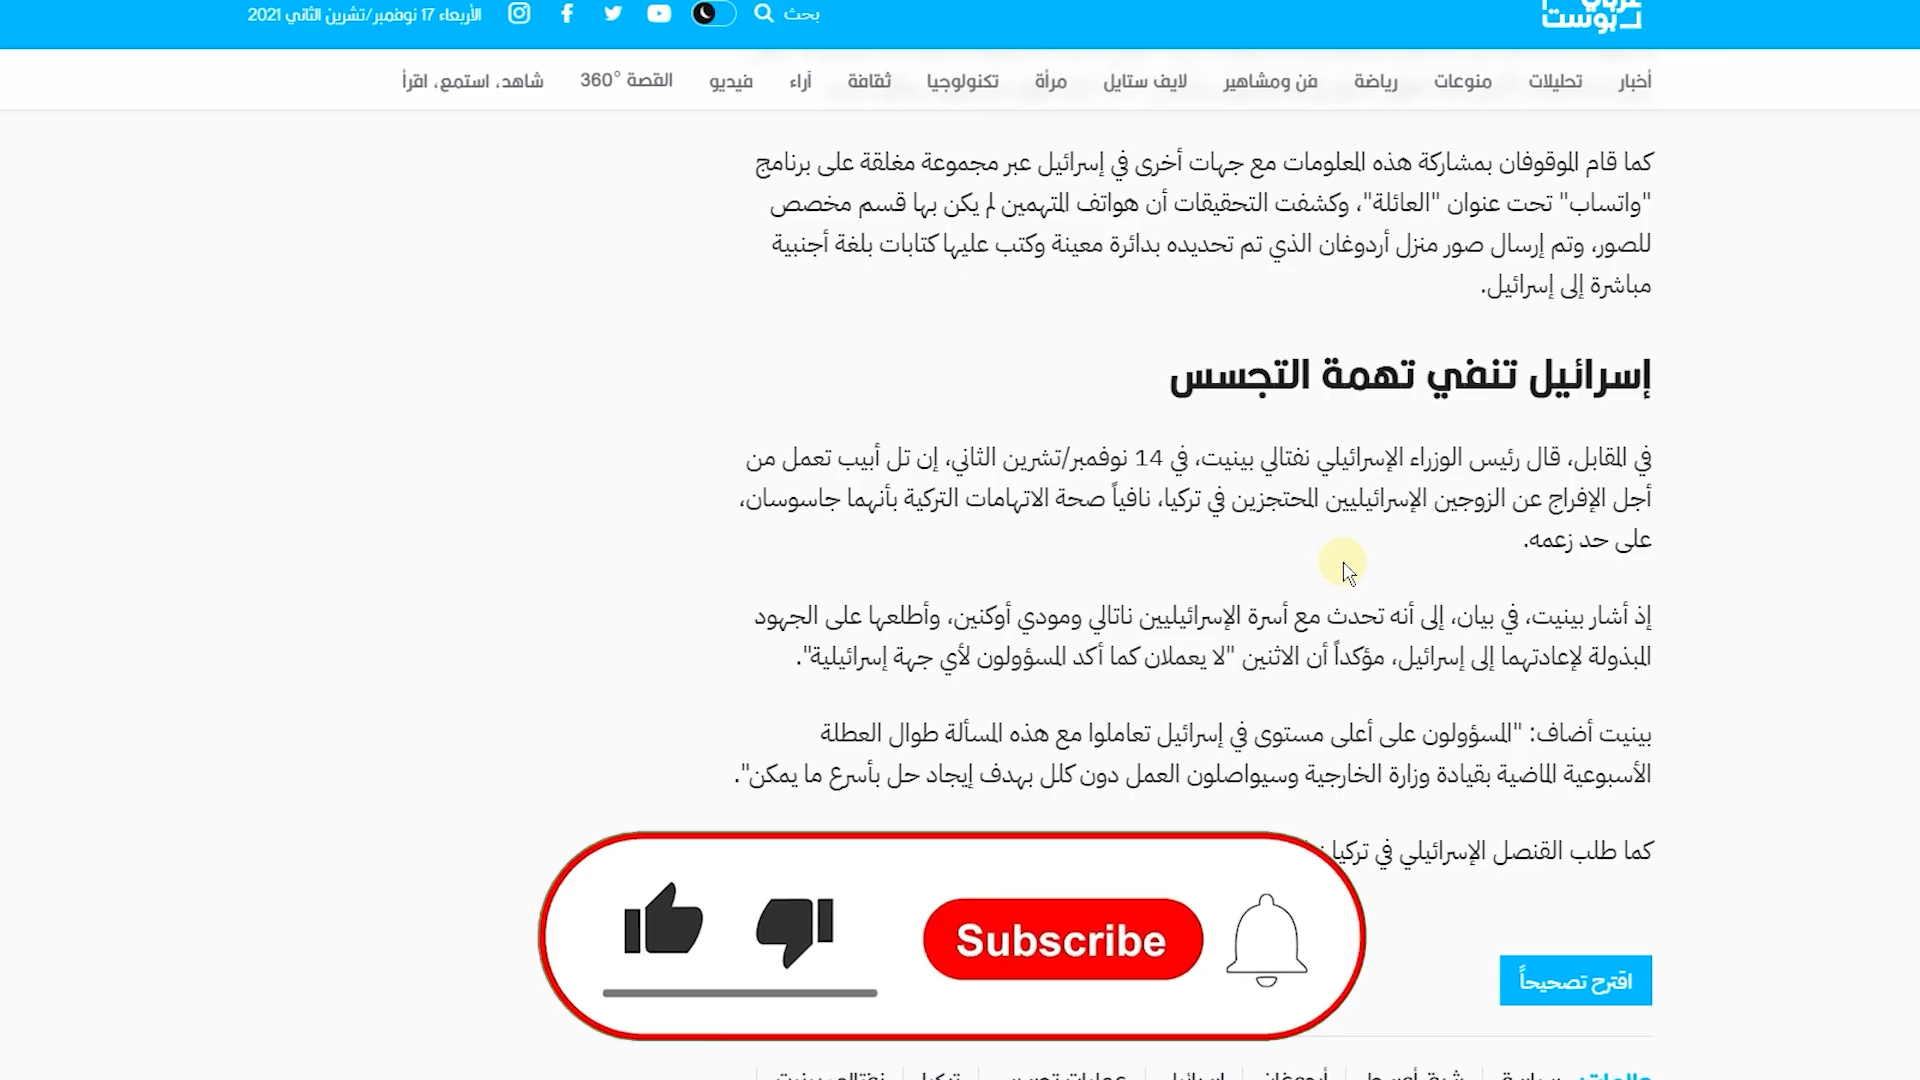 عربي
بوست
بحث
الأربعاء 17 نوفمبر/تشرين الثاني 2021
أخبار تحليلات منوعات رياضة فن ومشاهير لايف ستايل مرأة تكنولوجيا ثقافة آراء فيديو القصة °360 شاهد، استمع، اقرأ
كما قام الموقوفان بمشاركة هذه المعلومات مع جهات أخرى في إسرائيل عبر مجموعة مغلقة على برنامج
"واتساب" تحت عنوان "العائلة"، وكشفت التحقيقات أن هواتف المتهمين لم يكن بها قسم مخصص
للصور، وتم إرسال صور منزل أردوغان الذي تم تحديده بدائرة معينة وكتب عليها كتابات بلغة أجنبية
مباشرة إلى إسرائيل.
إسرائيل تنفي تهمة التجسس
في المقابل، قال رئيس الوزراء الإسرائيلي نفتالي بينيت، في 14 نوفمبر/تشرين الثاني، إن تل أبيب تعمل من
أجل الإفراج عن الزوجين الإسرائيليين المحتجزين في تركيا، نافياً صحة الاتهامات التركية بأنهما جاسوسان،
على حد زعمه.
إذ أشار بينيت، في بيان، إلى أنه تحدث مع أسرة الإسرائيليين ناتالي ومودي أوكنين، وأطلعها على الجهود
المبذولة لإعادتهما إلى إسرائيل، مؤكداً أن الاثنين "لا يعملان كما أكد المسؤولون لأي جهة إسرائيلية".
بينيت أضاف: "المسؤولون على أعلى مستوى في إسرائيل تعاملوا مع هذه المسألة طوال العطلة
الأسبوعية الماضية بقيادة وزارة الخارجية وسيواصلون العمل دون كلل بهدف إيجاد حل بأسرع ما يمكن".
كما طلب القنصل الإسرائيلي في تركيا
Subscribe
اقترح تصحيحاً